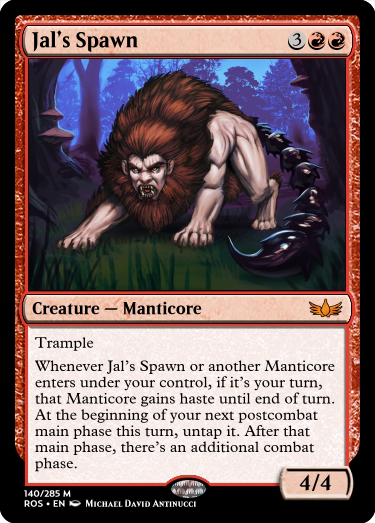 Jal's Spawn 3
Creature — Manticore
Trample
Whenever Jal's Spawn or another Manticore
enters under your control, if it's your turn,
that Manticore gains haste until end of turn.
At the beginning of your next postcombat
main phase this turn, untap it. After that
main phase, there's an additional combat
phase.
4/4
140/285 M
ROS • EN Michael David Antinucci